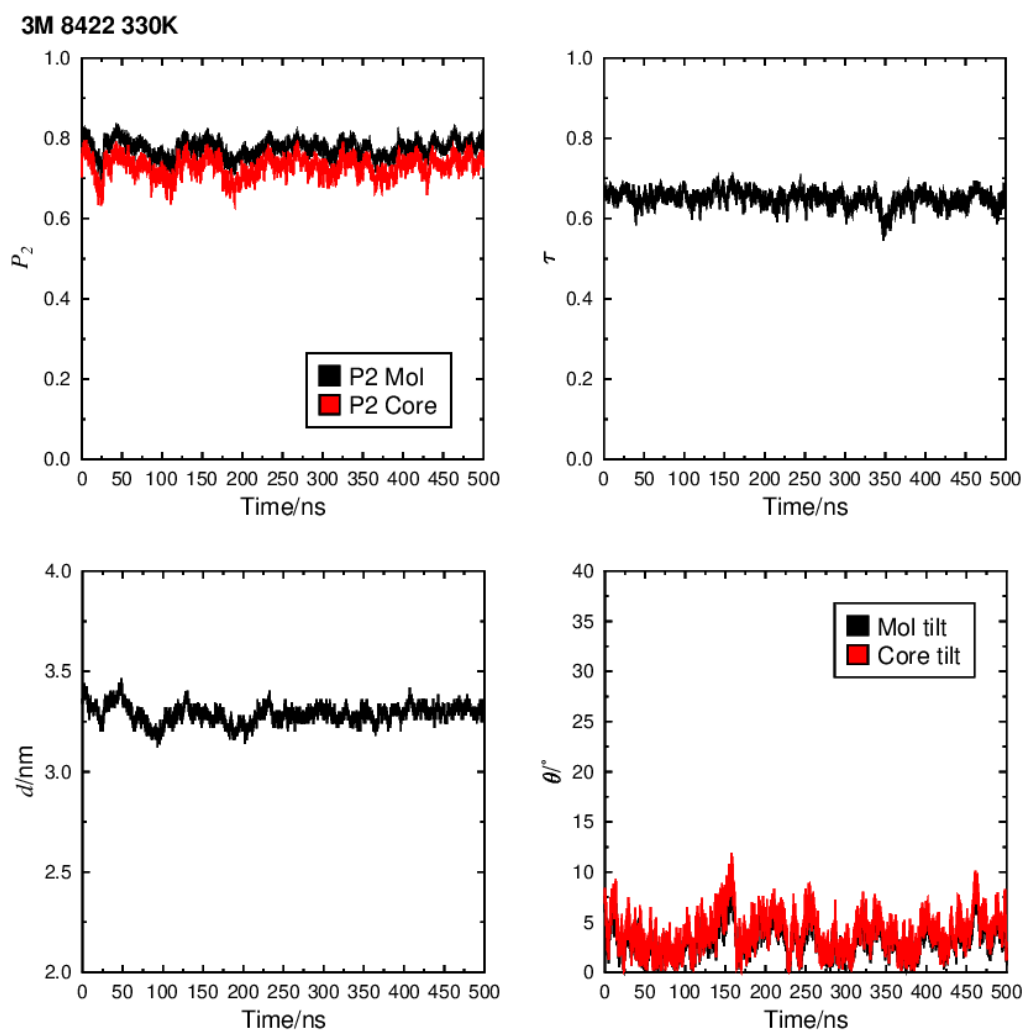 3M 8422 330K
1.0
0.8
0.6
0.4
0.2
0.0
P2
P2 Mol
P2 Core
0 50 100 150 200 250 300 350 400 450 500
Time/ns
1.0
0.8
0.6
0.4
0.2
0.0
τ
0 50 100 150 200 250 300 350 400 450 500
Time/ns
4.0
3.5
3.0
2.5
2.0
d/nm
0 50 100 150 200 250 300 350 400 450 500
Time/ns
40
35
30
25
20
15
10
5
0
θ/°
Mol tilt
Core tilt
0 50 100 150 200 250 300 350 400 450 500
Time/ns